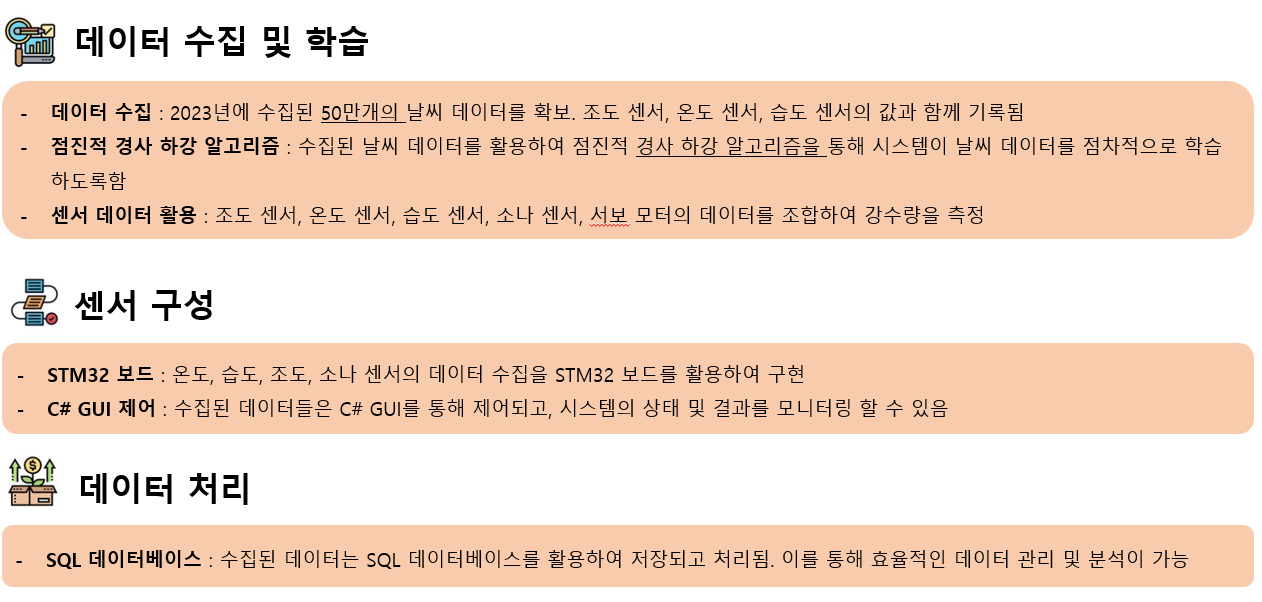 데이터 수집 및 학습
- 데이터 수집 : 2023년에 수집된 50만개의 날씨 데이터를 확보. 조도 센서, 온도 센서, 습도 센서의 값과 함께 기록됨
- 점진적 경사 하강 알고리즘 : 수집된 날씨 데이터를 활용하여 점진적 경사 하강 알고리즘을 통해 시스템이 날씨 데이터를 점차적으로 학습
하도록함
- 센서 데이터 활용 : 조도 센서, 온도 센서, 습도 센서, 소나 센서, 서보 모터의 데이터를 조합하여 강수량을 측정
센서 구성
- STM32 보드 : 온도, 습도, 조도, 소나 센서의 데이터 수집을 STM32 보드를 활용하여 구현
- C# GUI 제어 : 수집된 데이터들은 C# GUI를 통해 제어되고, 시스템의 상태 및 결과를 모니터링 할 수 있음
데이터 처리
- SQL 데이터베이스 : 수집된 데이터는 SQL 데이터베이스를 활용하여 저장되고 처리됨. 이를 통해 효율적인 데이터 관리 및 분석이 가능